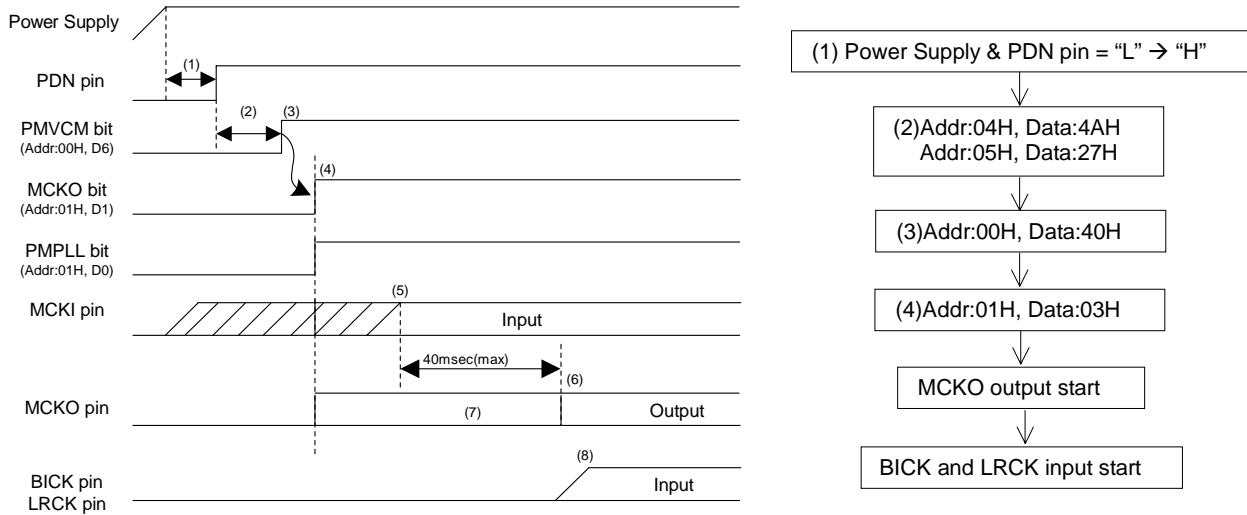 Power Supply
(1)
PDN pin
(2)
(3)
PMVCM bit
(Addr:00H, D6)
(4)
MCKO bit
(Addr:01H, D1)
PMPLL bit
(Addr:01H, D0)
(5)
MCKI pin
Input
40msec(max)
(6)
MCKO pin
(7)
Output
(8)
BICK pin
LRCK pin
Input
(1) Power Supply & PDN pin = “L” → “H”
(2)Addr:04H, Data:4AH
Addr:05H, Data:27H
(3)Addr:00H, Data:40H
(4)Addr:01H, Data:03H
MCKO output start
BICK and LRCK input start